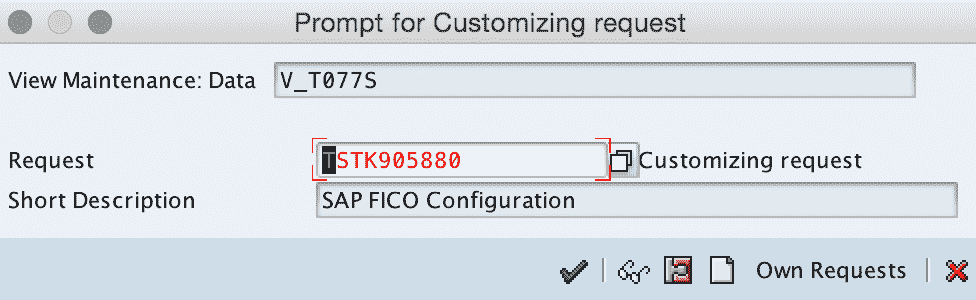 Prompt for Customizing request
View Maintenance: Data V_T077S
Request TSTK905880 Customizing request
Short Description SAP FICO Configuration
Own Requests